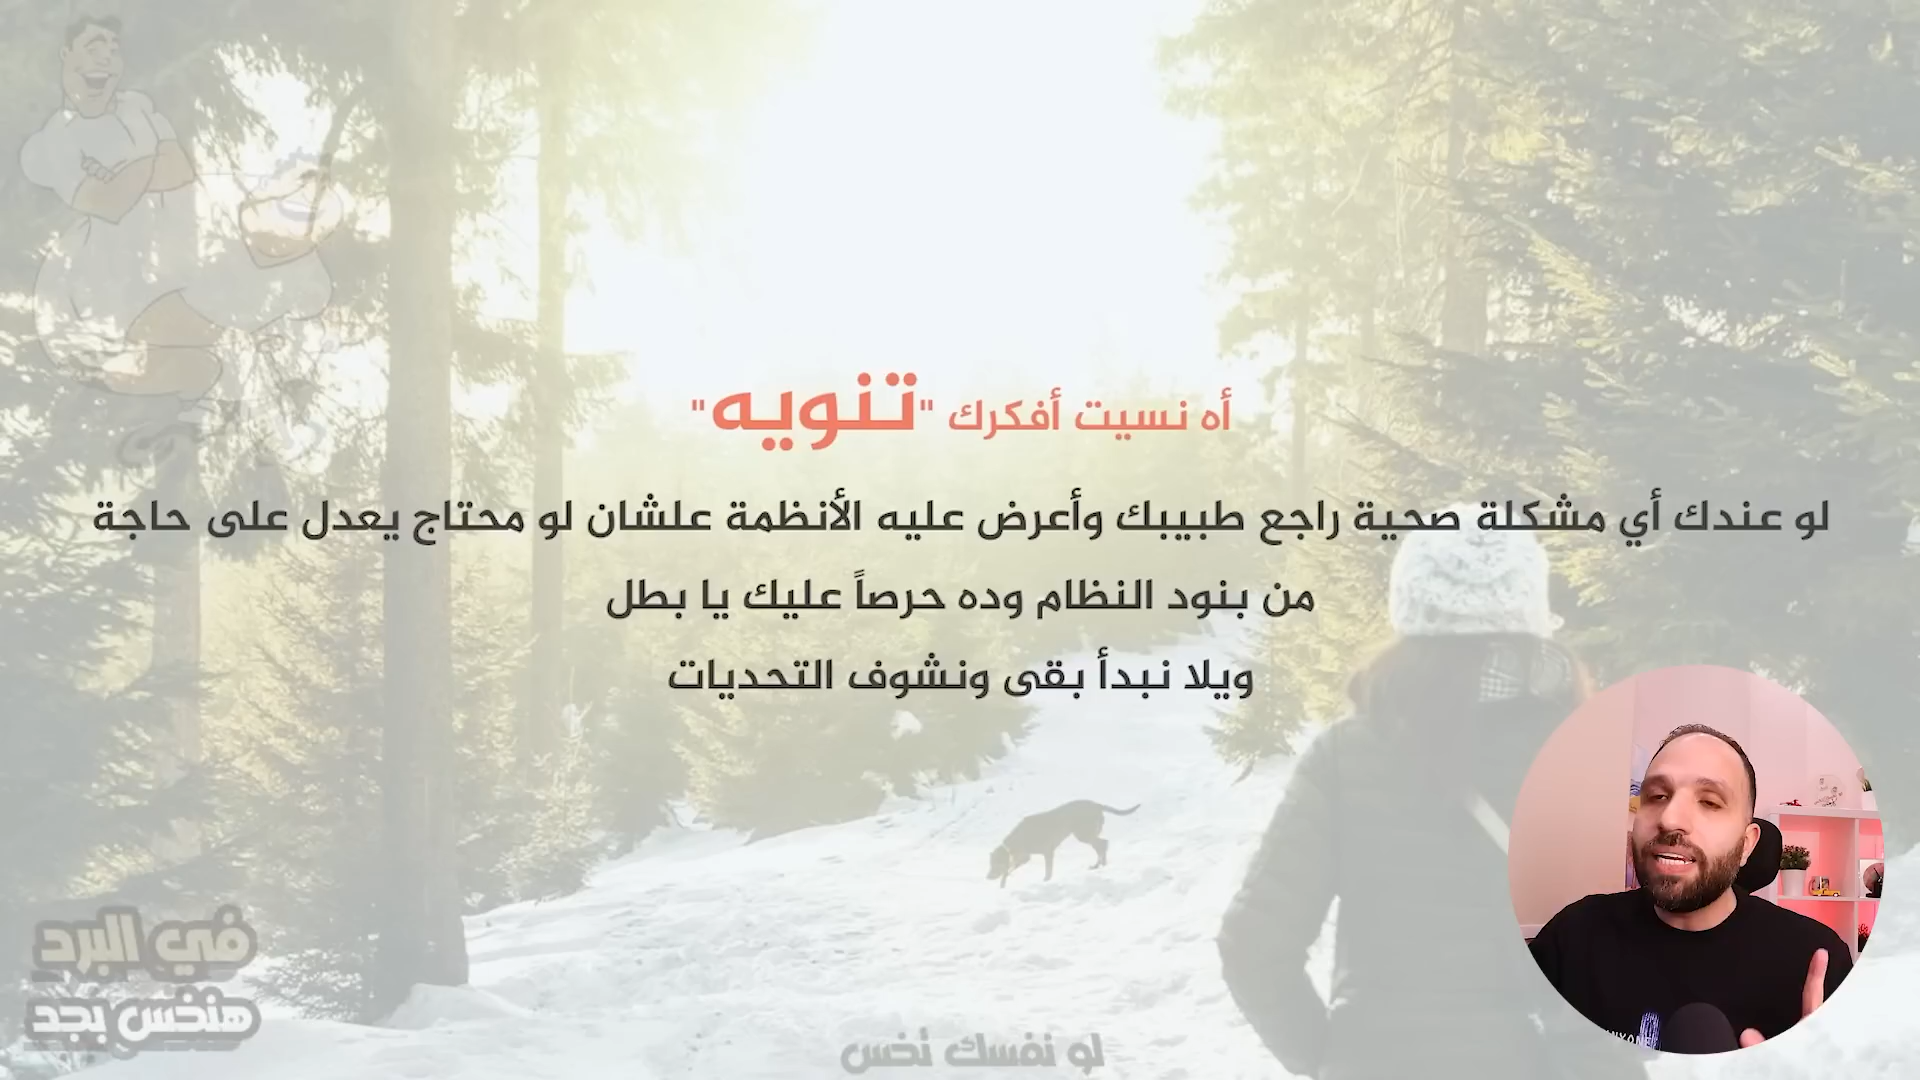 أه نسيت أفكرك "تنويه"
لو عندك أي مشكلة صحية راجع طبيبك وأعرض عليه الأنظمة علشان لو محتاج يعدل على حاجة
من بنود النظام وده حرصاً عليك يا بطل
ويلا نبدأ بقى ونشوف التحديات
في البرد
هنخس بجد
لو نفسك تخس